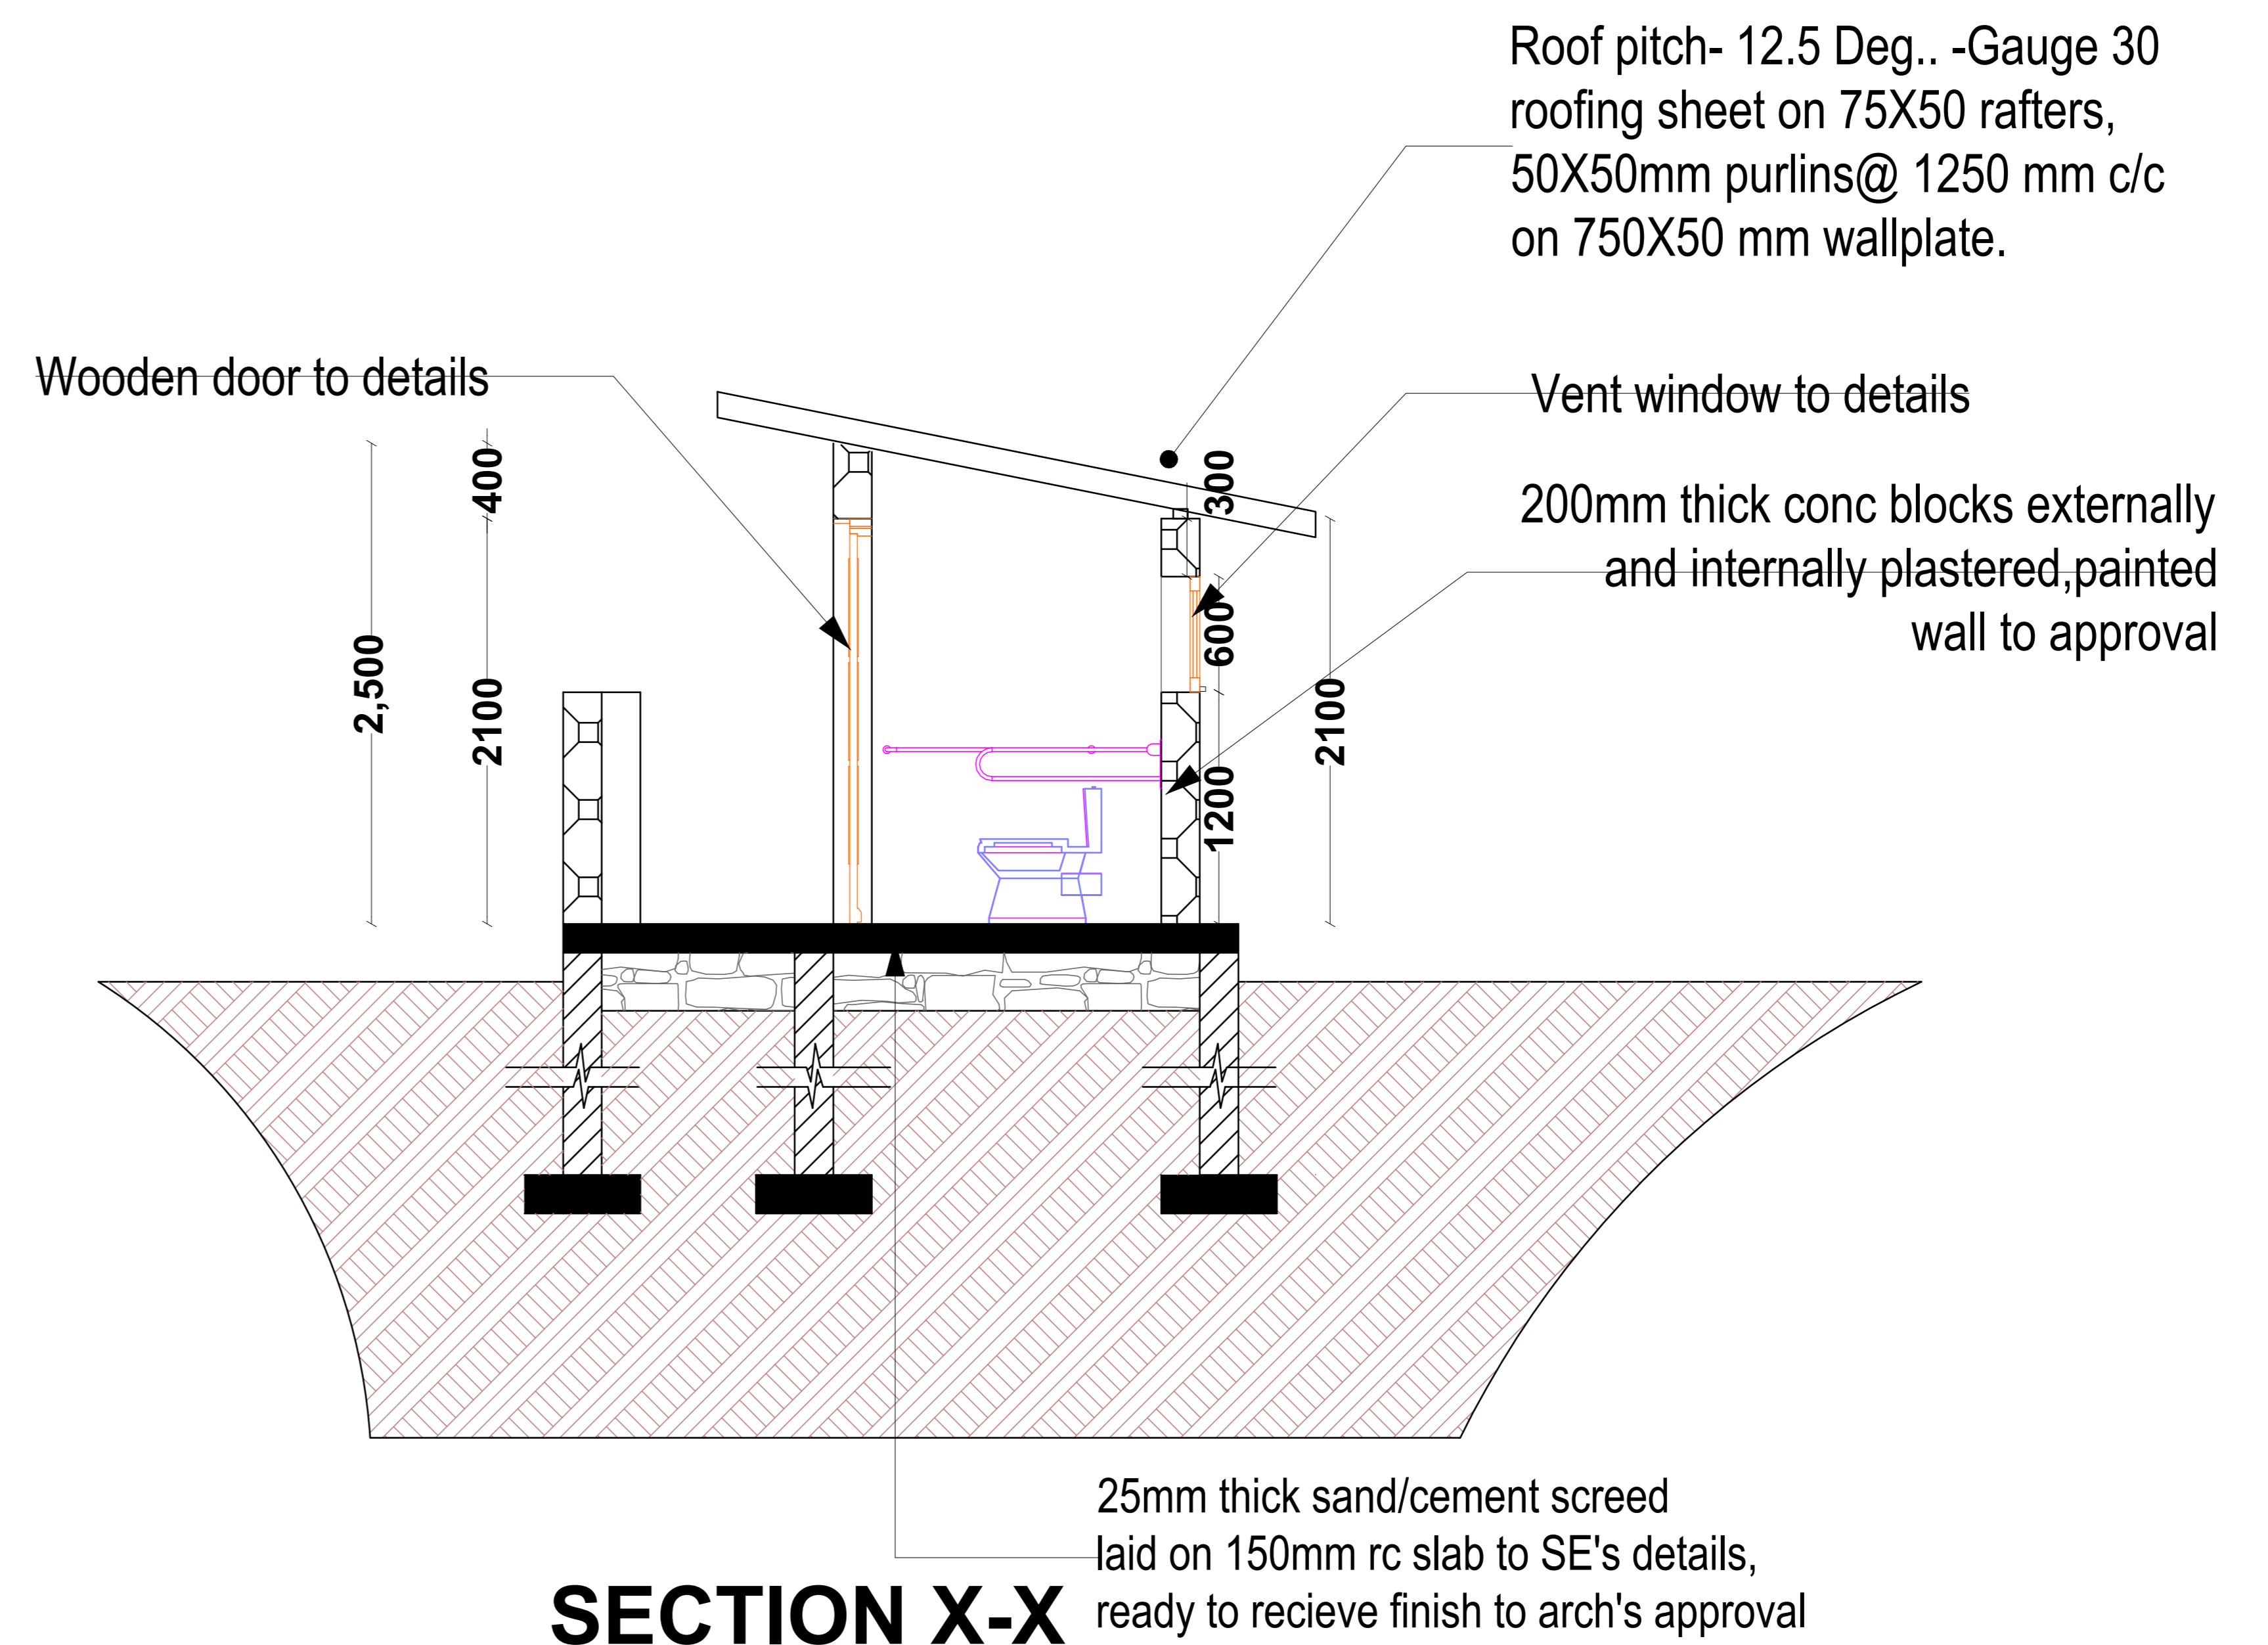 Roof pitch- 12.5 Deg.. -Gauge 30
roofing sheet on 75X50 rafters,
50X50mm purlins@ 1250 mm c/c
on 750X50 mm wallplate.
Wooden door to details
Vent window to details
200mm thick conc blocks externally
and internally plastered,painted
wall to approval
2,500
400
2100
300
600
1200
2100
25mm thick sand/cement screed
laid on 150mm rc slab to SE's details,
ready to recieve finish to arch's approval
SECTION X-X